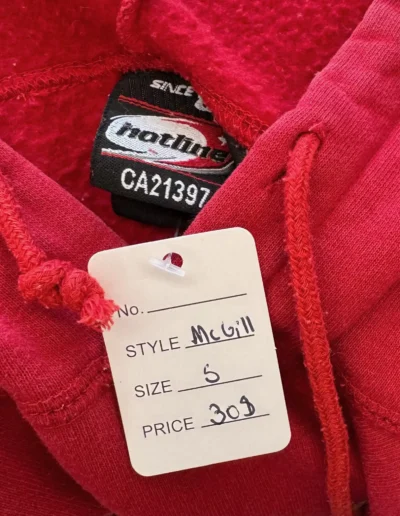 SINCE
hotline
CA21397
No.
STYLE McGill
SIZE S
PRICE 30$